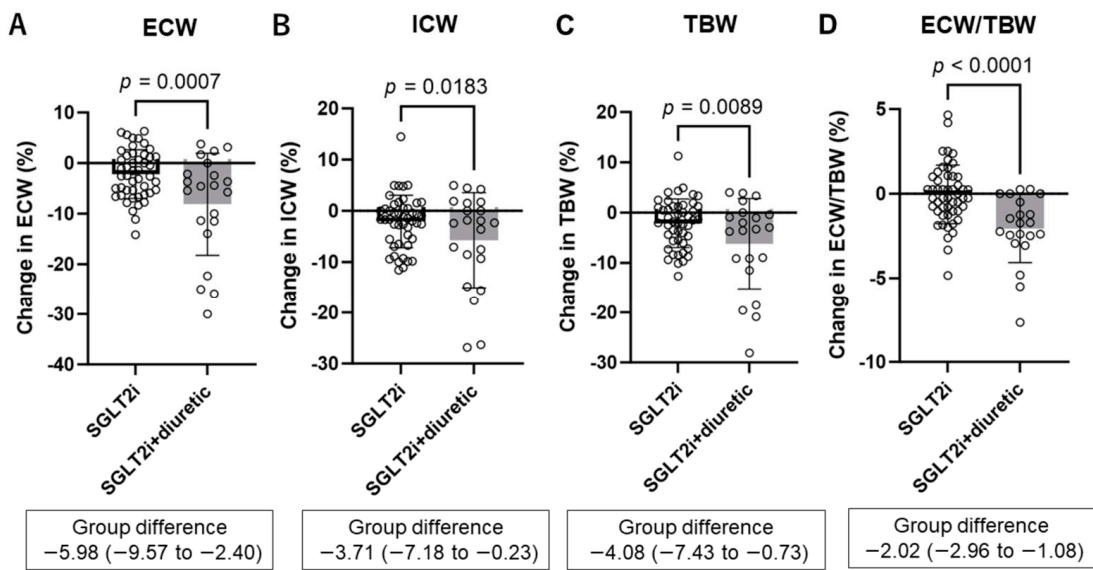 A
ECW
p = 0.0007
Change in ECW (%)
10
0
-10
-20
-30
-40
SGLT2i
SGLT2i+diuretic
Group difference
−5.98 (−9.57 to −2.40)
B
ICW
p = 0.0183
Change in ICW (%)
20
10
0
-10
-20
-30
SGLT2i
SGLT2i+diuretic
Group difference
−3.71 (−7.18 to −0.23)
C
TBW
p = 0.0089
Change in TBW (%)
20
10
0
-10
-20
-30
SGLT2i
SGLT2i+diuretic
Group difference
−4.08 (−7.43 to −0.73)
D
ECW/TBW
p < 0.0001
Change in ECW/TBW (%)
5
0
-5
-10
SGLT2i
SGLT2i+diuretic
Group difference
−2.02 (−2.96 to −1.08)